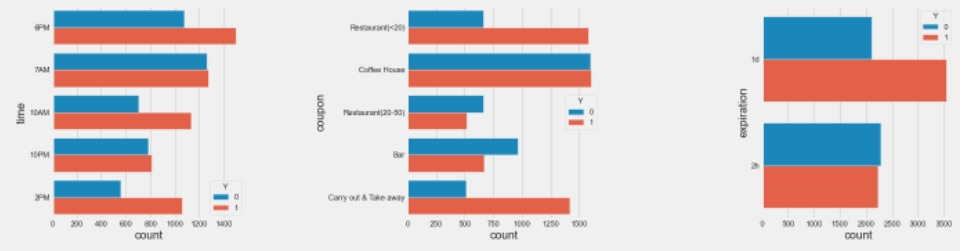 6PM
7AM
10AM
10PM
2PM
time
0 200 400 600 800 1000 1200 1400
count
Y
0
1
Restaurant(<20)
Coffee House
Restaurant(20-50)
Bar
Carry out & Take away
coupon
0 250 500 750 1000 1250 1500
count
Y
0
1
1d
2h
expiration
0 500 1000 1500 2000 2500 3000 3500
count
Y
0
1